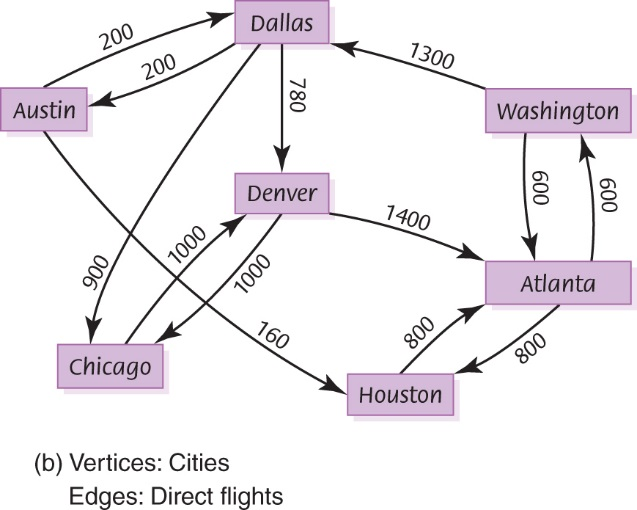 Dallas
200
200
1300
Austin
780
Washington
Denver
600
600
1400
1000
900
1000
Atlanta
160
800
800
Chicago
Houston
(b) Vertices: Cities
Edges: Direct flights